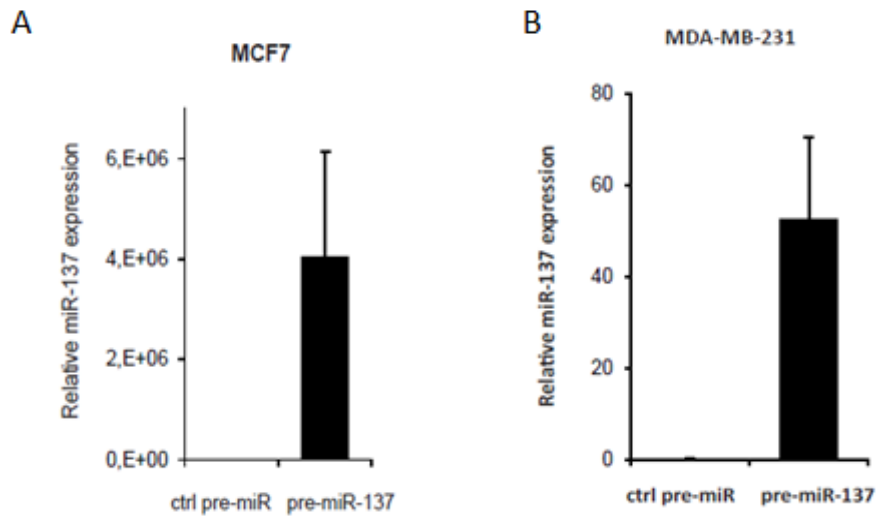 A
MCF7
Relative miR-137 expression
6,E+06
4,E+06
2,E+06
0,E+00
ctrl pre-miR pre-miR-137
B
MDA-MB-231
Relative miR-137 expression
80
60
40
20
0
ctrl pre-miR pre-miR-137